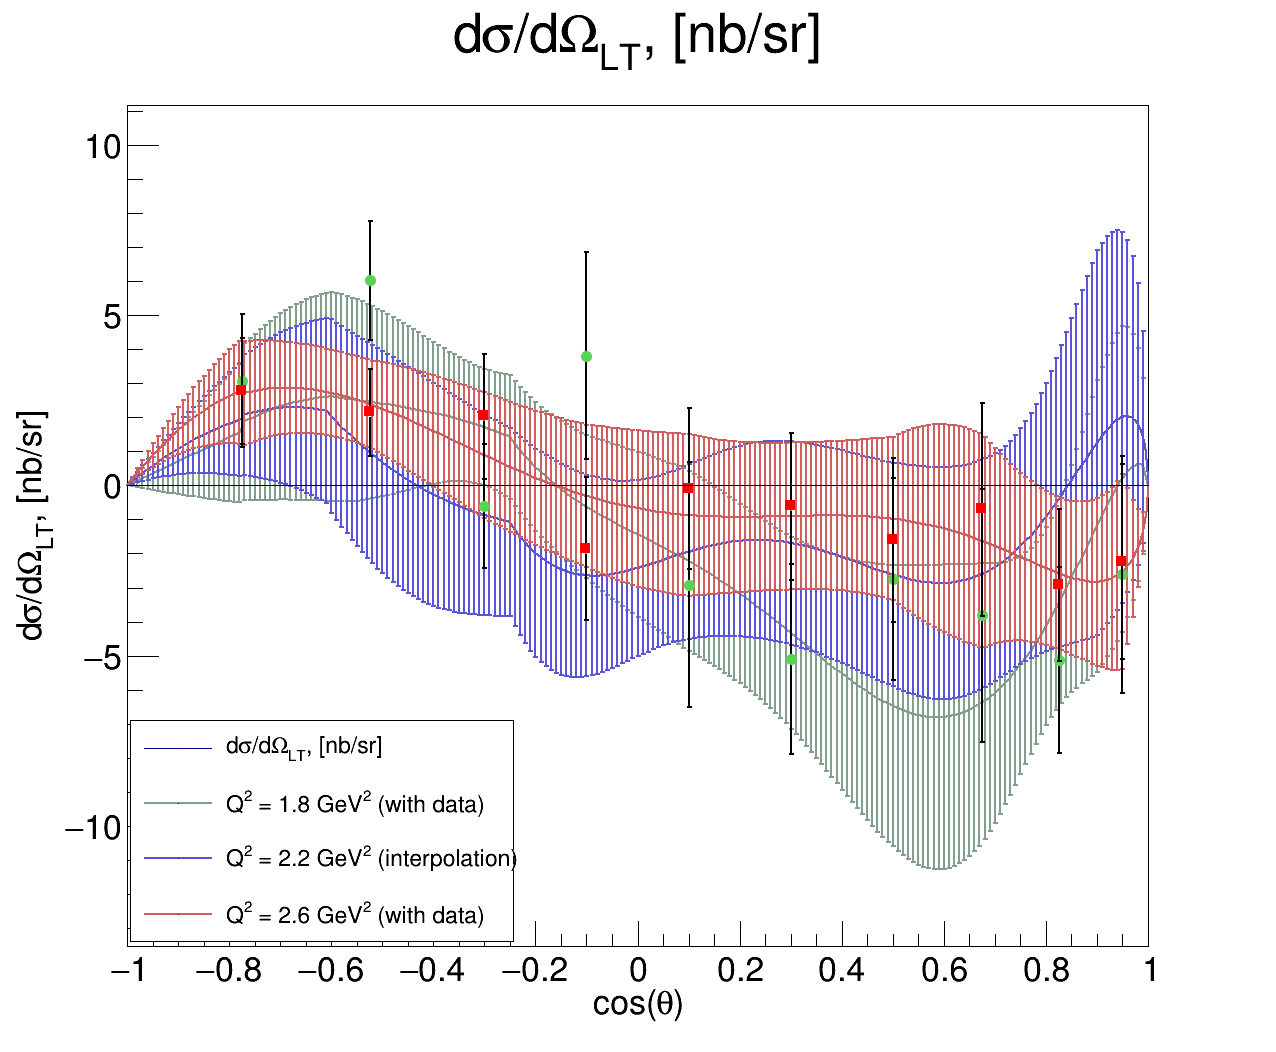 dσ/dΩ_LT, [nb/sr]
dσ/dΩ_LT, [nb/sr]
10
5
0
−5
−10
dσ/dΩ_LT, [nb/sr]
Q² = 1.8 GeV² (with data)
Q² = 2.2 GeV² (interpolation)
Q² = 2.6 GeV² (with data)
−1 −0.8 −0.6 −0.4 −0.2 0 0.2 0.4 0.6 0.8 1
cos(θ)